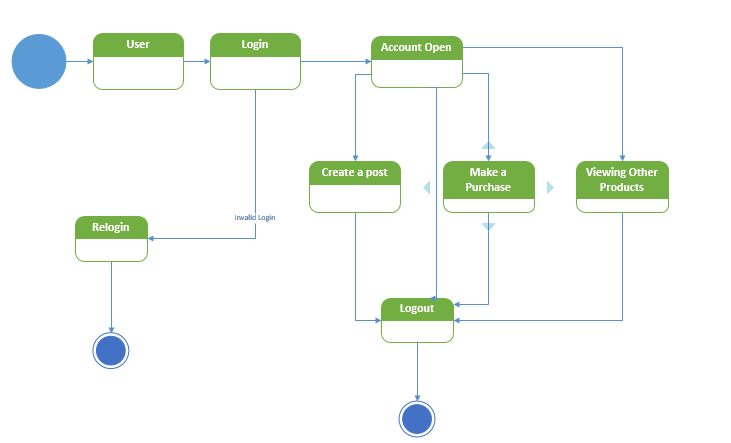 User
Login
Account Open
Create a post
Make a
Purchase
Viewing Other
Products
Invalid Login
Relogin
Logout